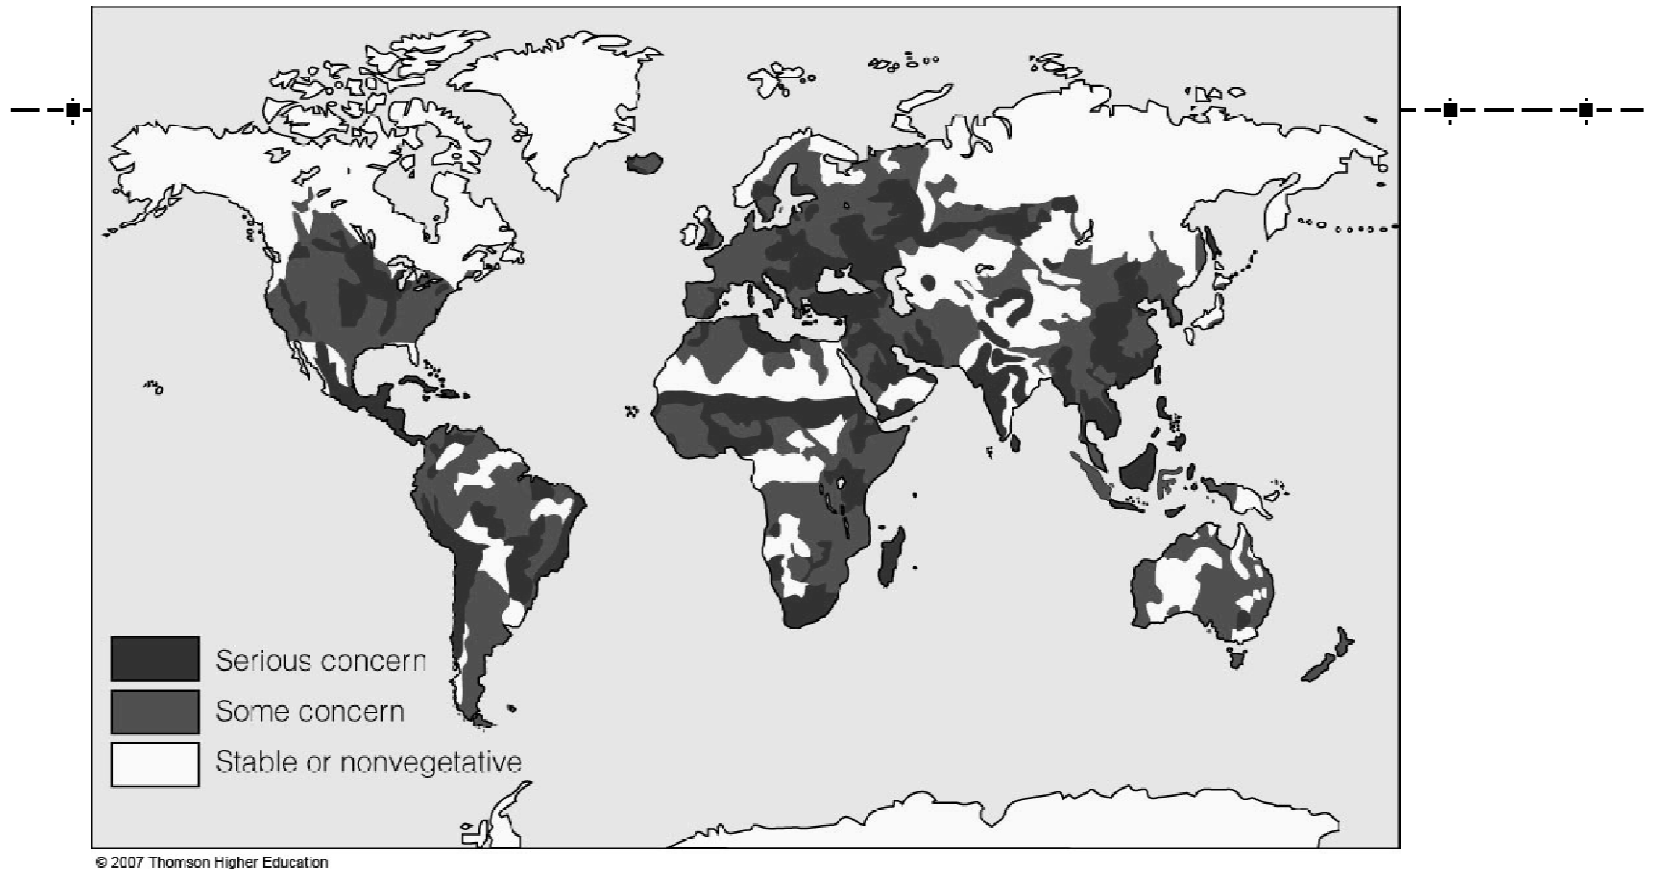 Serious concern
Some concern
Stable or nonvegetative
© 2007 Thomson Higher Education